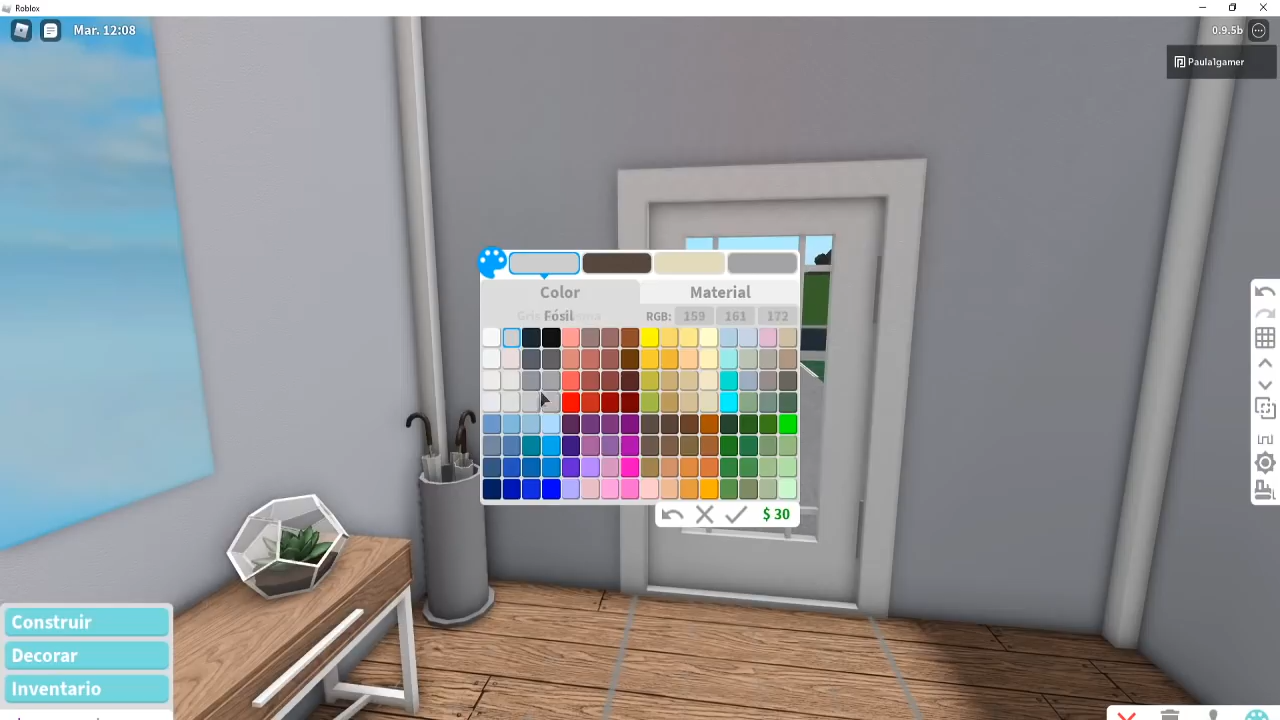 Roblox
Mar. 12:08
0.9.5b
Paula1gamer
Color
Material
Fósil
RGB: 159 161 172
$ 30
Construir
Decorar
Inventario